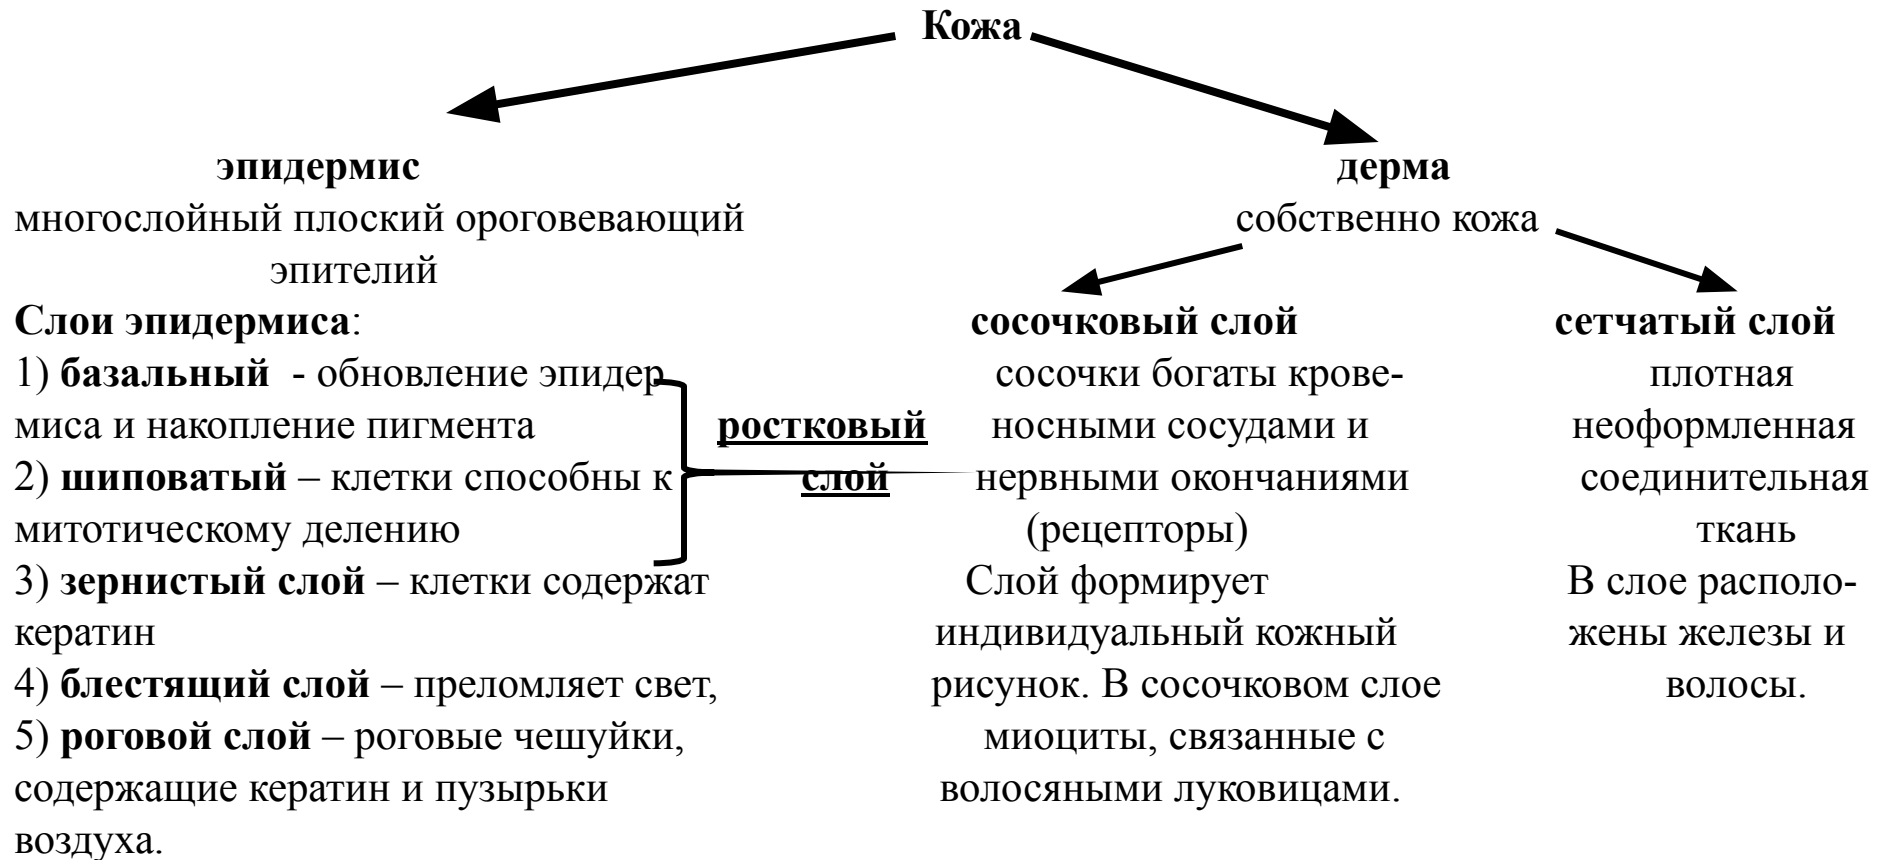 Кожа
эпидермис
многослойный плоский ороговевающий
эпителий
Слои эпидермиса:
1) базальный - обновление эпидер
миса и накопление пигмента
2) шиповатый – клетки способны к
митотическому делению
ростковый
слой
3) зернистый слой – клетки содержат
кератин
4) блестящий слой – преломляет свет,
5) роговой слой – роговые чешуйки,
содержащие кератин и пузырьки
воздуха.
дерма
собственно кожа
сосочковый слой
сосочки богаты крове-
носными сосудами и
нервными окончаниями
(рецепторы)
Слой формирует
индивидуальный кожный
рисунок. В сосочковом слое
миоциты, связанные с
волосяными луковицами.
сетчатый слой
плотная
неоформленная
соединительная
ткань
В слое располо-
жены железы и
волосы.